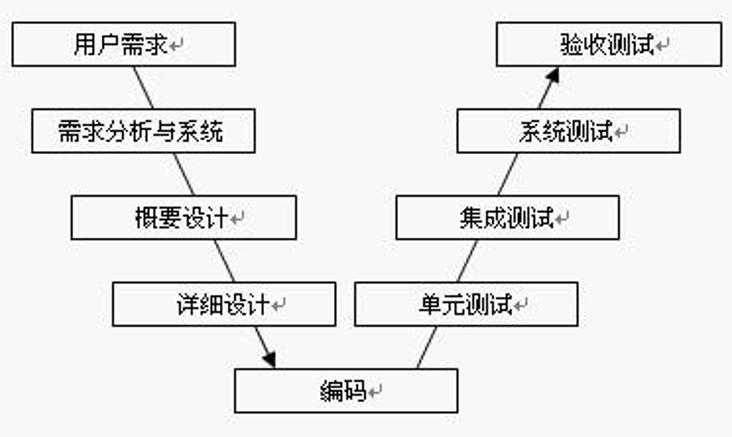 用户需求
验收测试
需求分析与系统
系统测试
概要设计
集成测试
详细设计
单元测试
编码